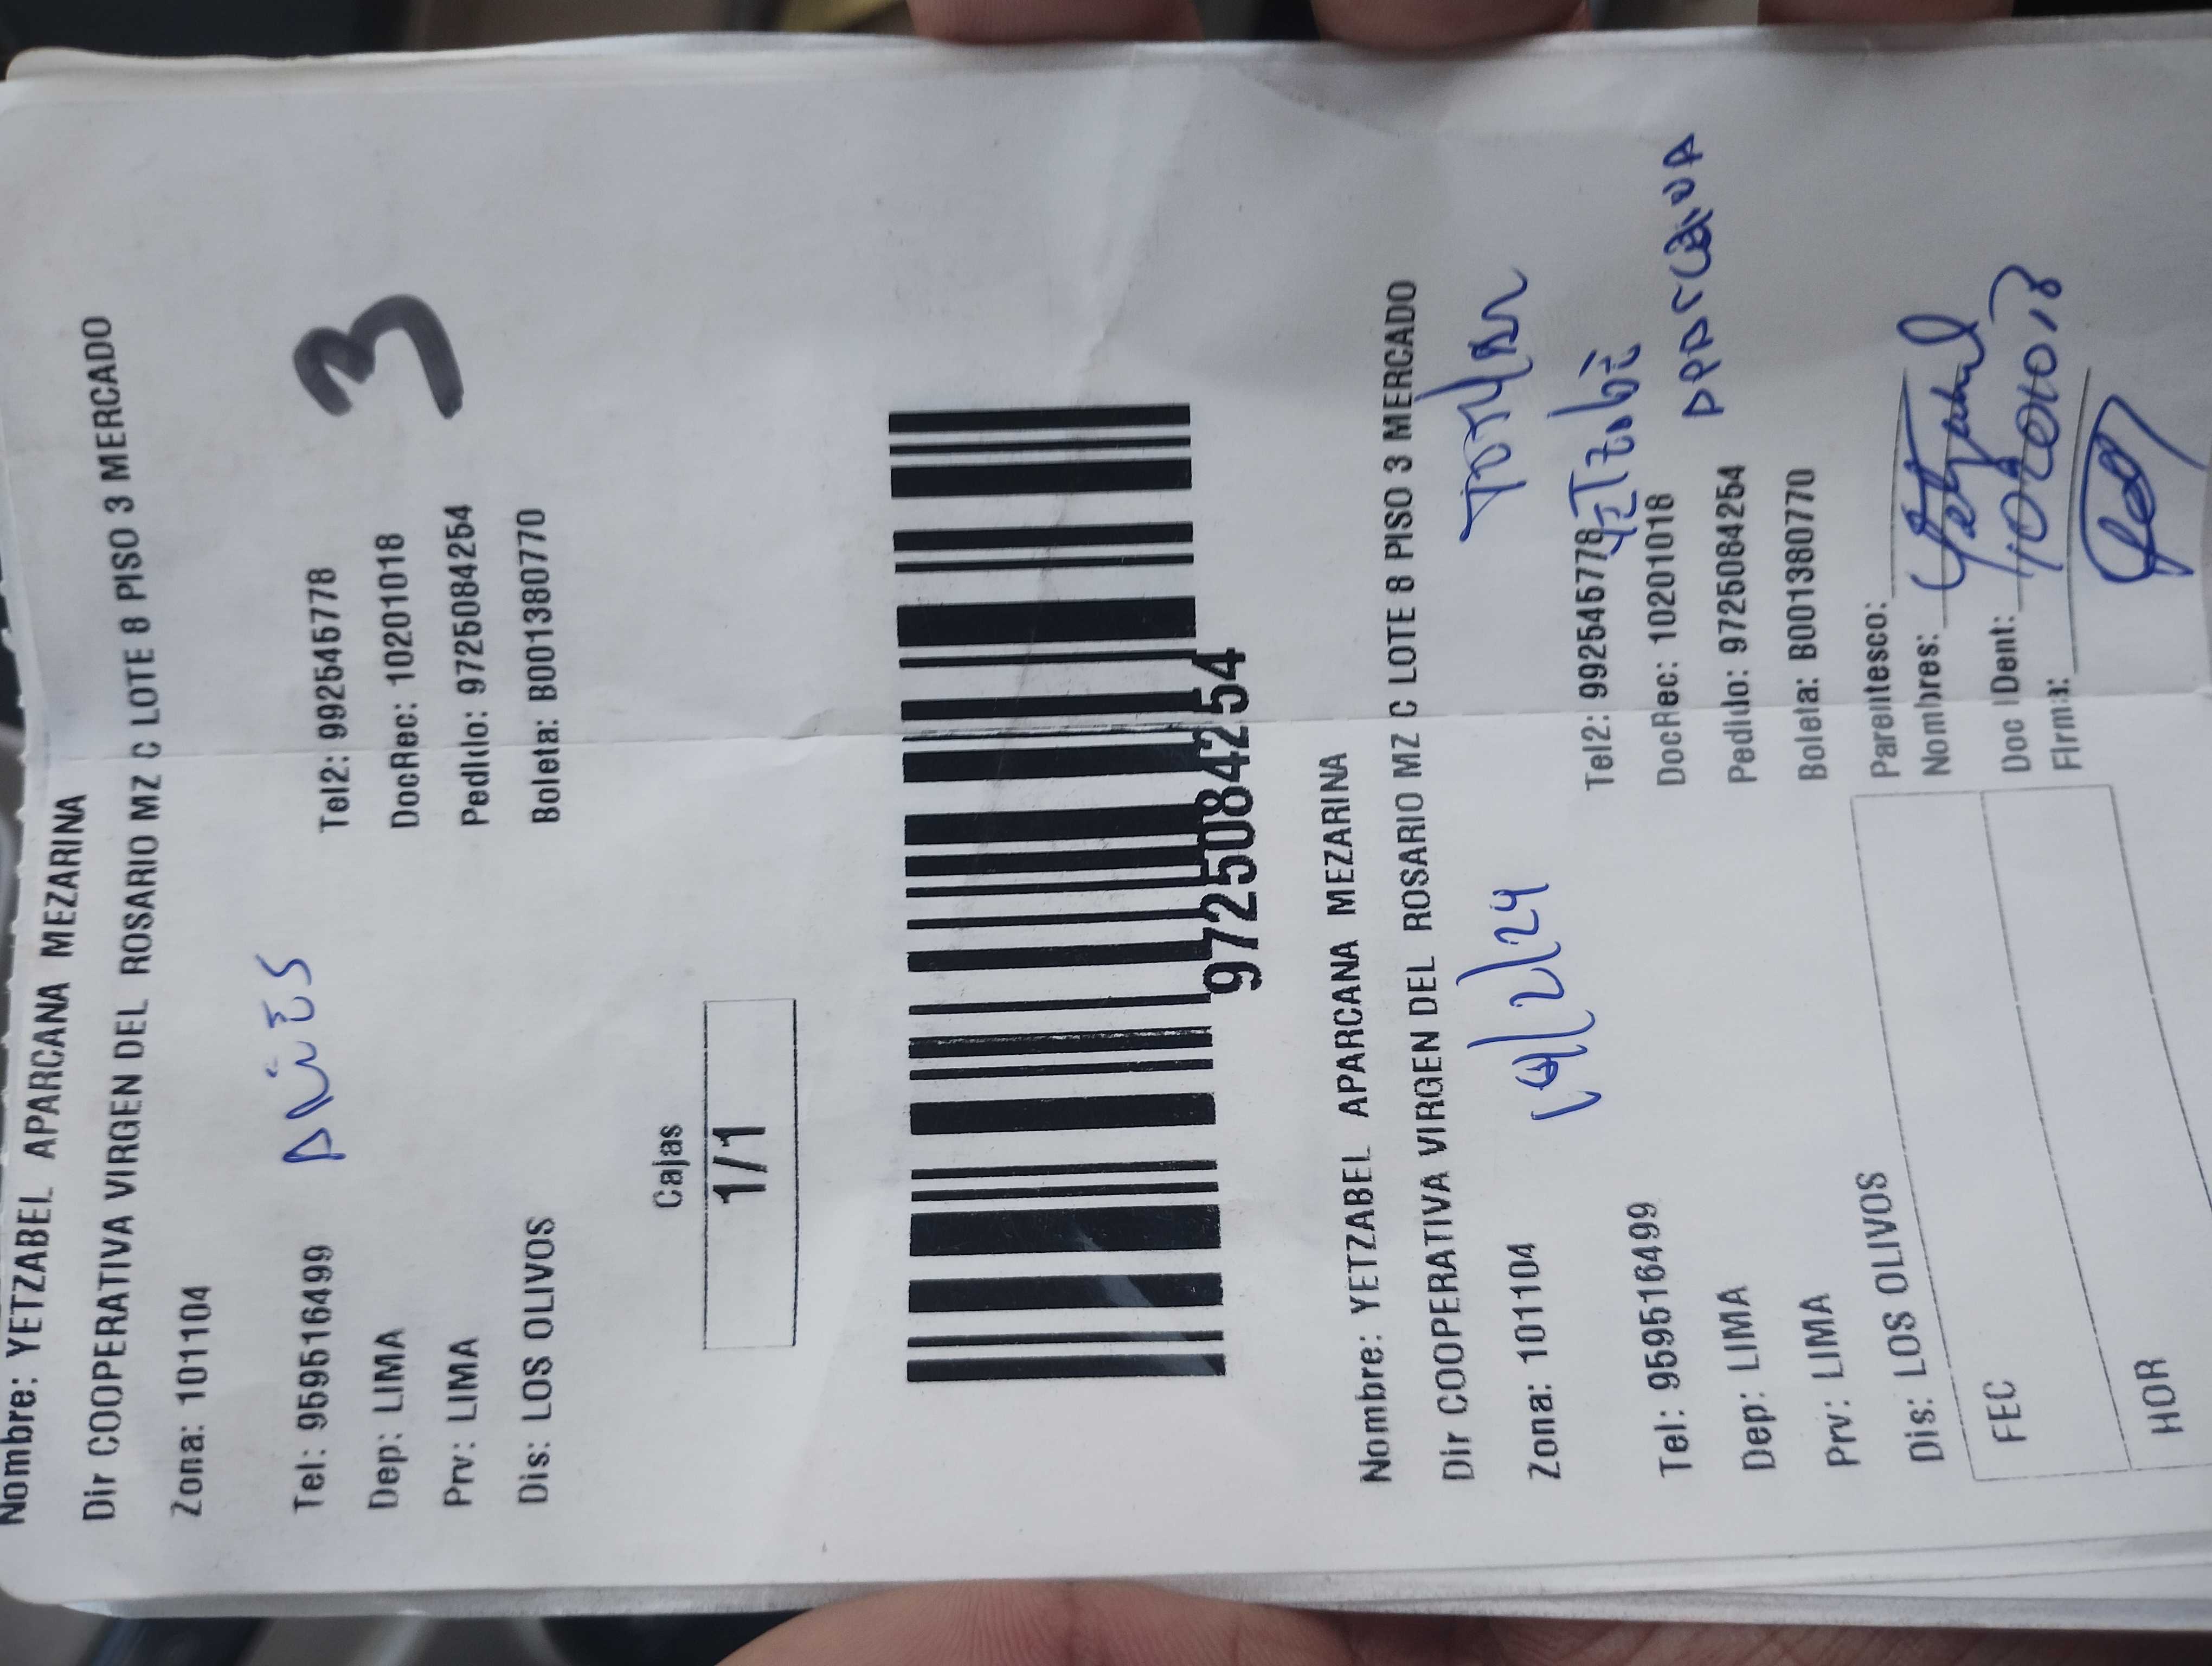 Nombre: YETZABEL APARCANA MEZARINA
Dir COOPERATIVA VIRGEN DEL ROSARIO MZ C LOTE 8 PISO 3 MERCADO
Zona: 101104
Tel: 959516499
Tel2: 992545778
3
Dep: LIMA
DocRec: 10201018
Prv: LIMA
Pedido: 9725084254
Dis: LOS OLIVOS
Boleta: B001380770
Cajas
1/1
9725084254
Nombre: YETZABEL APARCANA MEZARINA
Dir COOPERATIVA VIRGEN DEL ROSARIO MZ C LOTE 8 PISO 3 MERCADO
Zona: 101104
14/2/24
Tel: 959516499
Tel2: 992545778
Dep: LIMA
DocRec: 10201018
APARCANA
Prv: LIMA
Pedido: 9725084254
Dis: LOS OLIVOS
Boleta: B001380770
FEC
Parentesco:
Nombres:
HOR
Doc IDent:
Firma: